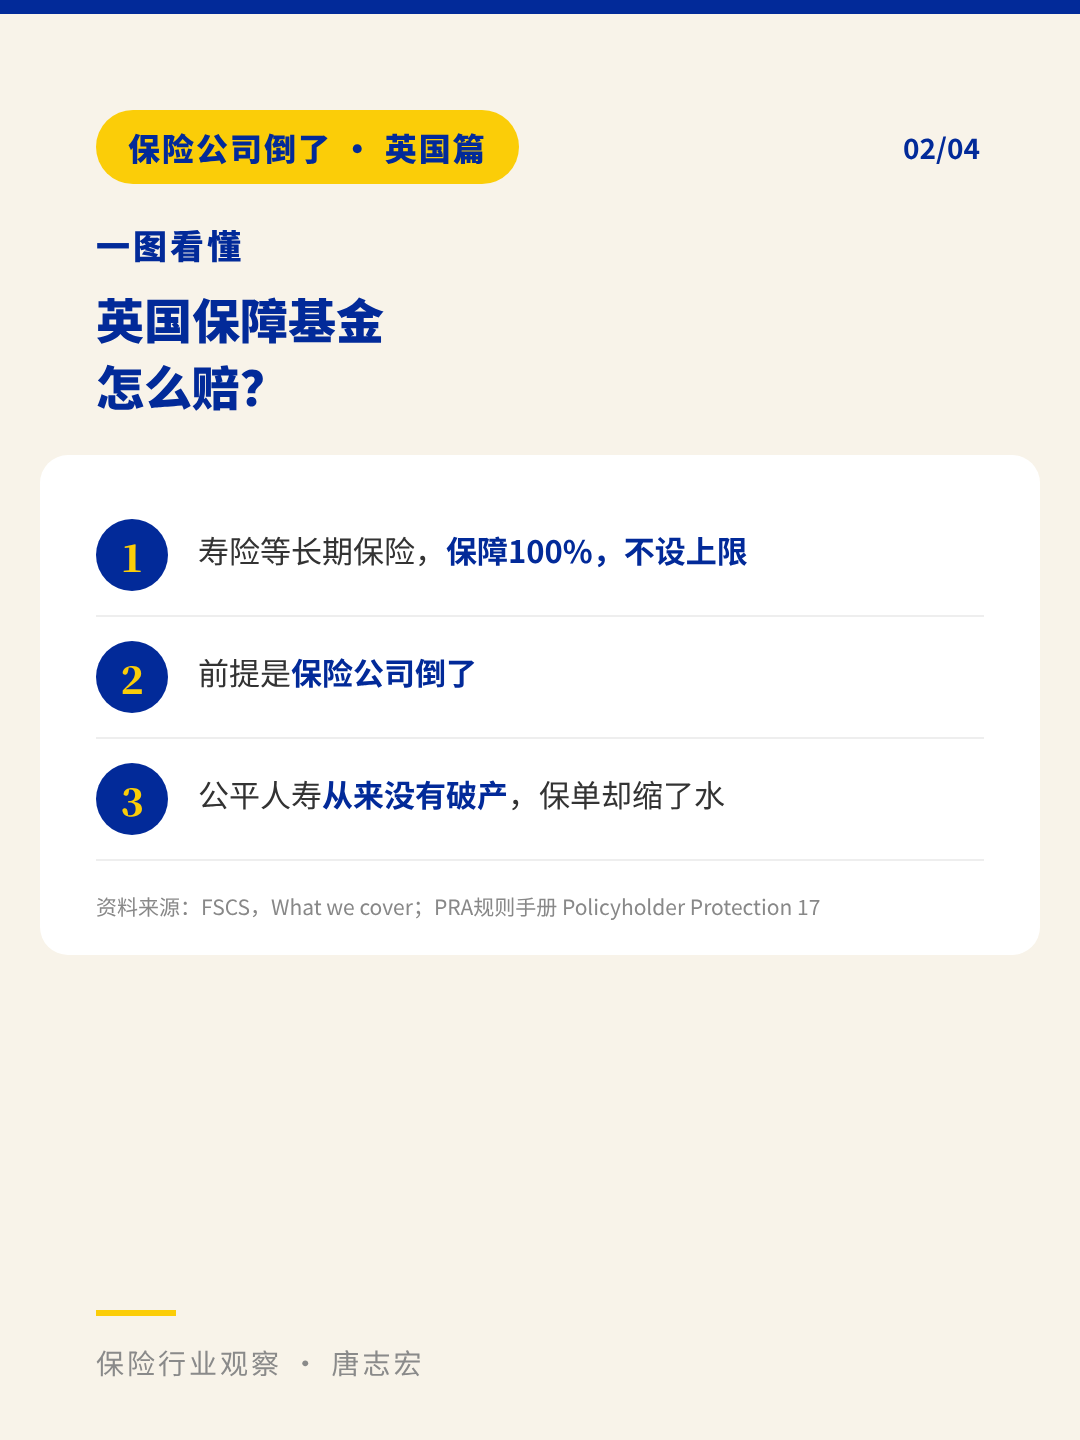 保险公司倒了 · 英国篇
02/04
一图看懂
英国保障基金
怎么赔？
1 寿险等长期保险，保障100%，不设上限
2 前提是保险公司倒了
3 公平人寿从来没有破产，保单却缩了水
资料来源：FSCS，What we cover；PRA规则手册 Policyholder Protection 17
保险行业观察 · 唐志宏